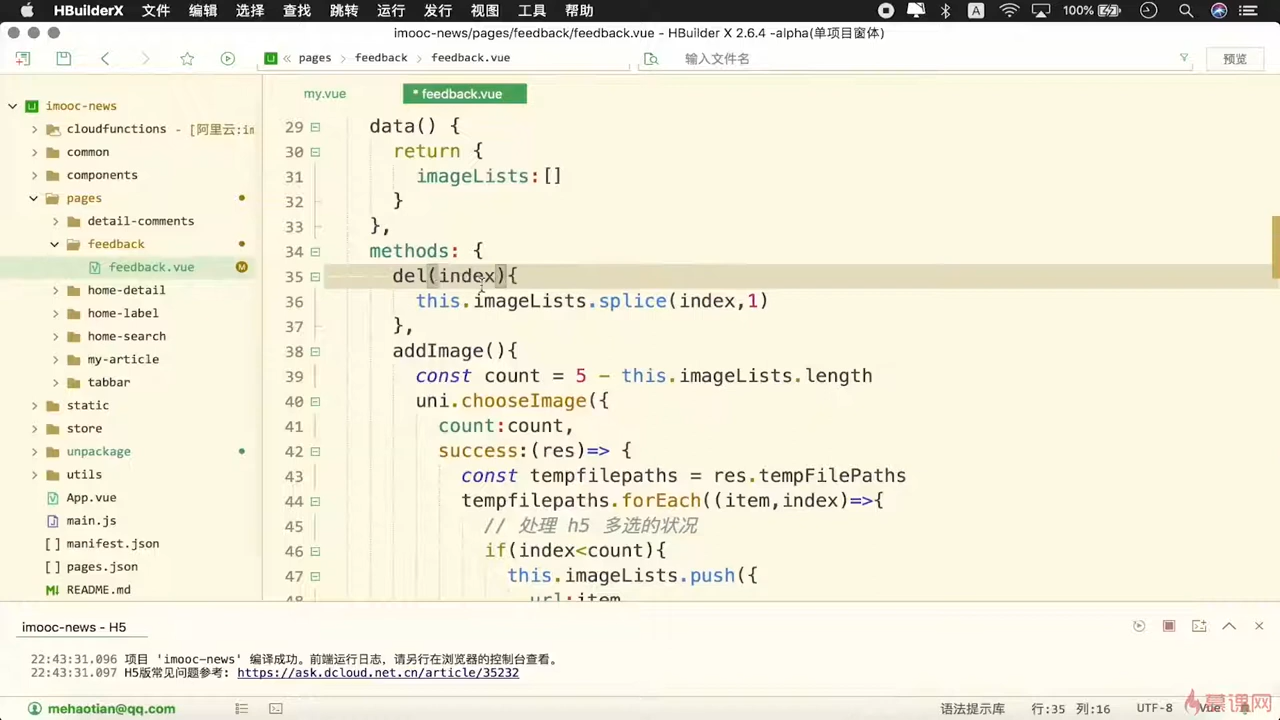 HBuilderX 文件 编辑 选择 查找 跳转 运行 发行 视图 工具 帮助 A 100%
imooc-news/pages/feedback/feedback.vue - HBuilder X 2.6.4 -alpha(单项目窗体)
« pages > feedback > feedback.vue 输入文件名 预览
imooc-news
cloudfunctions - [阿里云:im
common
components
pages
detail-comments
feedback
feedback.vue M
home-detail
home-label
home-search
my-article
tabbar
static
store
unpackage
utils
App.vue
main.js
[ ] manifest.json
[ ] pages.json
M↓ README.md
my.vue * feedback.vue
29 data() {
30 return {
31 imageLists:[]
32 }
33 },
34 methods: {
35 del(index){
36 this.imageLists.splice(index,1)
37 },
38 addImage(){
39 const count = 5 - this.imageLists.length
40 uni.chooseImage({
41 count:count,
42 success:(res)=> {
43 const tempfilepaths = res.tempFilePaths
44 tempfilepaths.forEach((item,index)=>{
45 // 处理 h5 多选的状况
46 if(index<count){
47 this.imageLists.push({
48 url:item
imooc-news - H5
22:43:31.096 项目 'imooc-news' 编译成功。前端运行日志，请另行在浏览器的控制台查看。
22:43:31.097 H5版常见问题参考: https://ask.dcloud.net.cn/article/35232
mehaotian@qq.com 语法提示库 行:35 列:16 UTF-8 Vue
慕课网